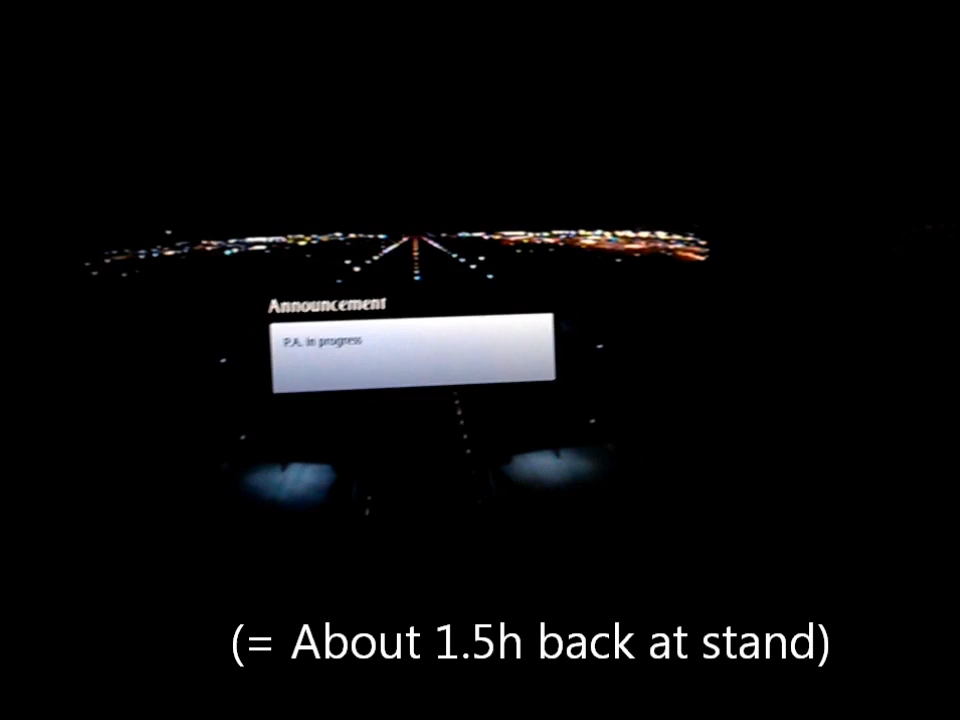 Announcement
P.A. in progress
(= About 1.5h back at stand)